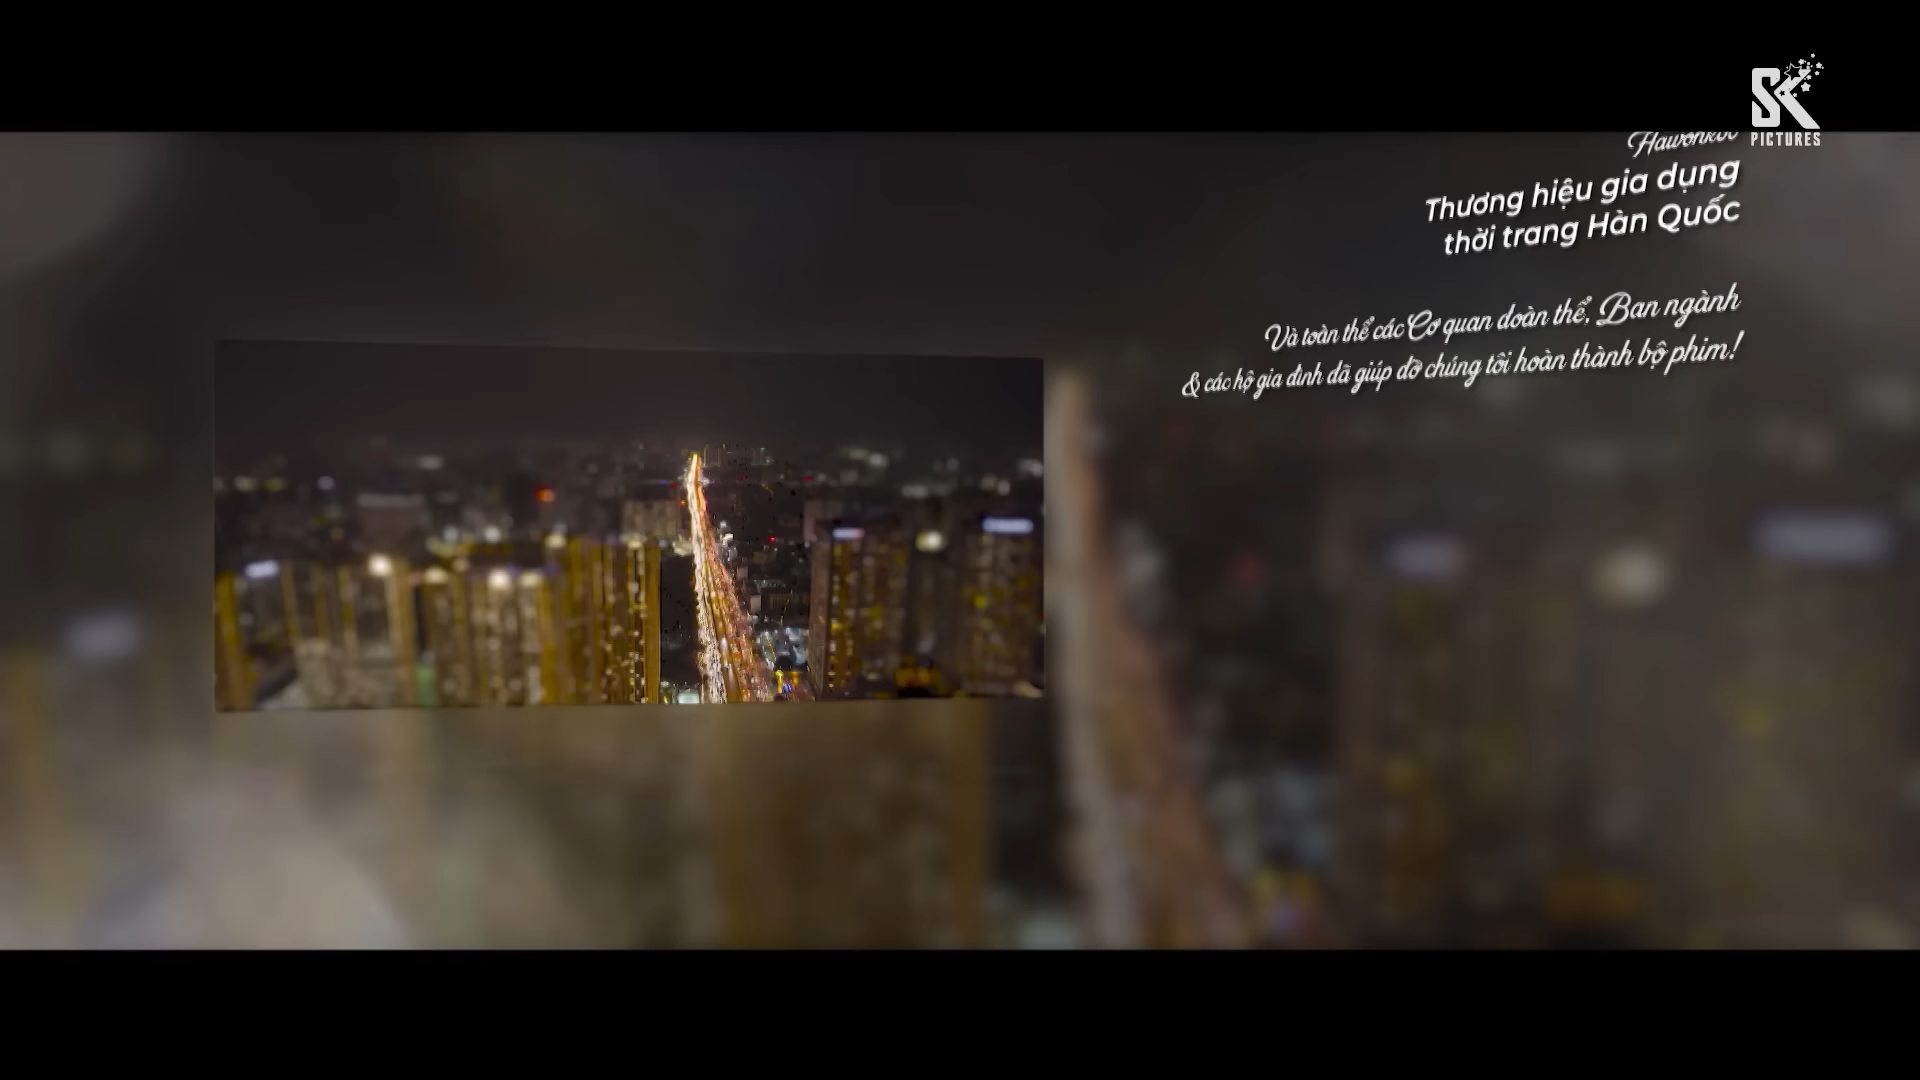 SK
PICTURES
Thương hiệu gia dụng
thời trang Hàn Quốc
Và toàn thể các Cơ quan đoàn thể, Ban ngành
& các hộ gia đình đã giúp đỡ chúng tôi hoàn thành bộ phim!